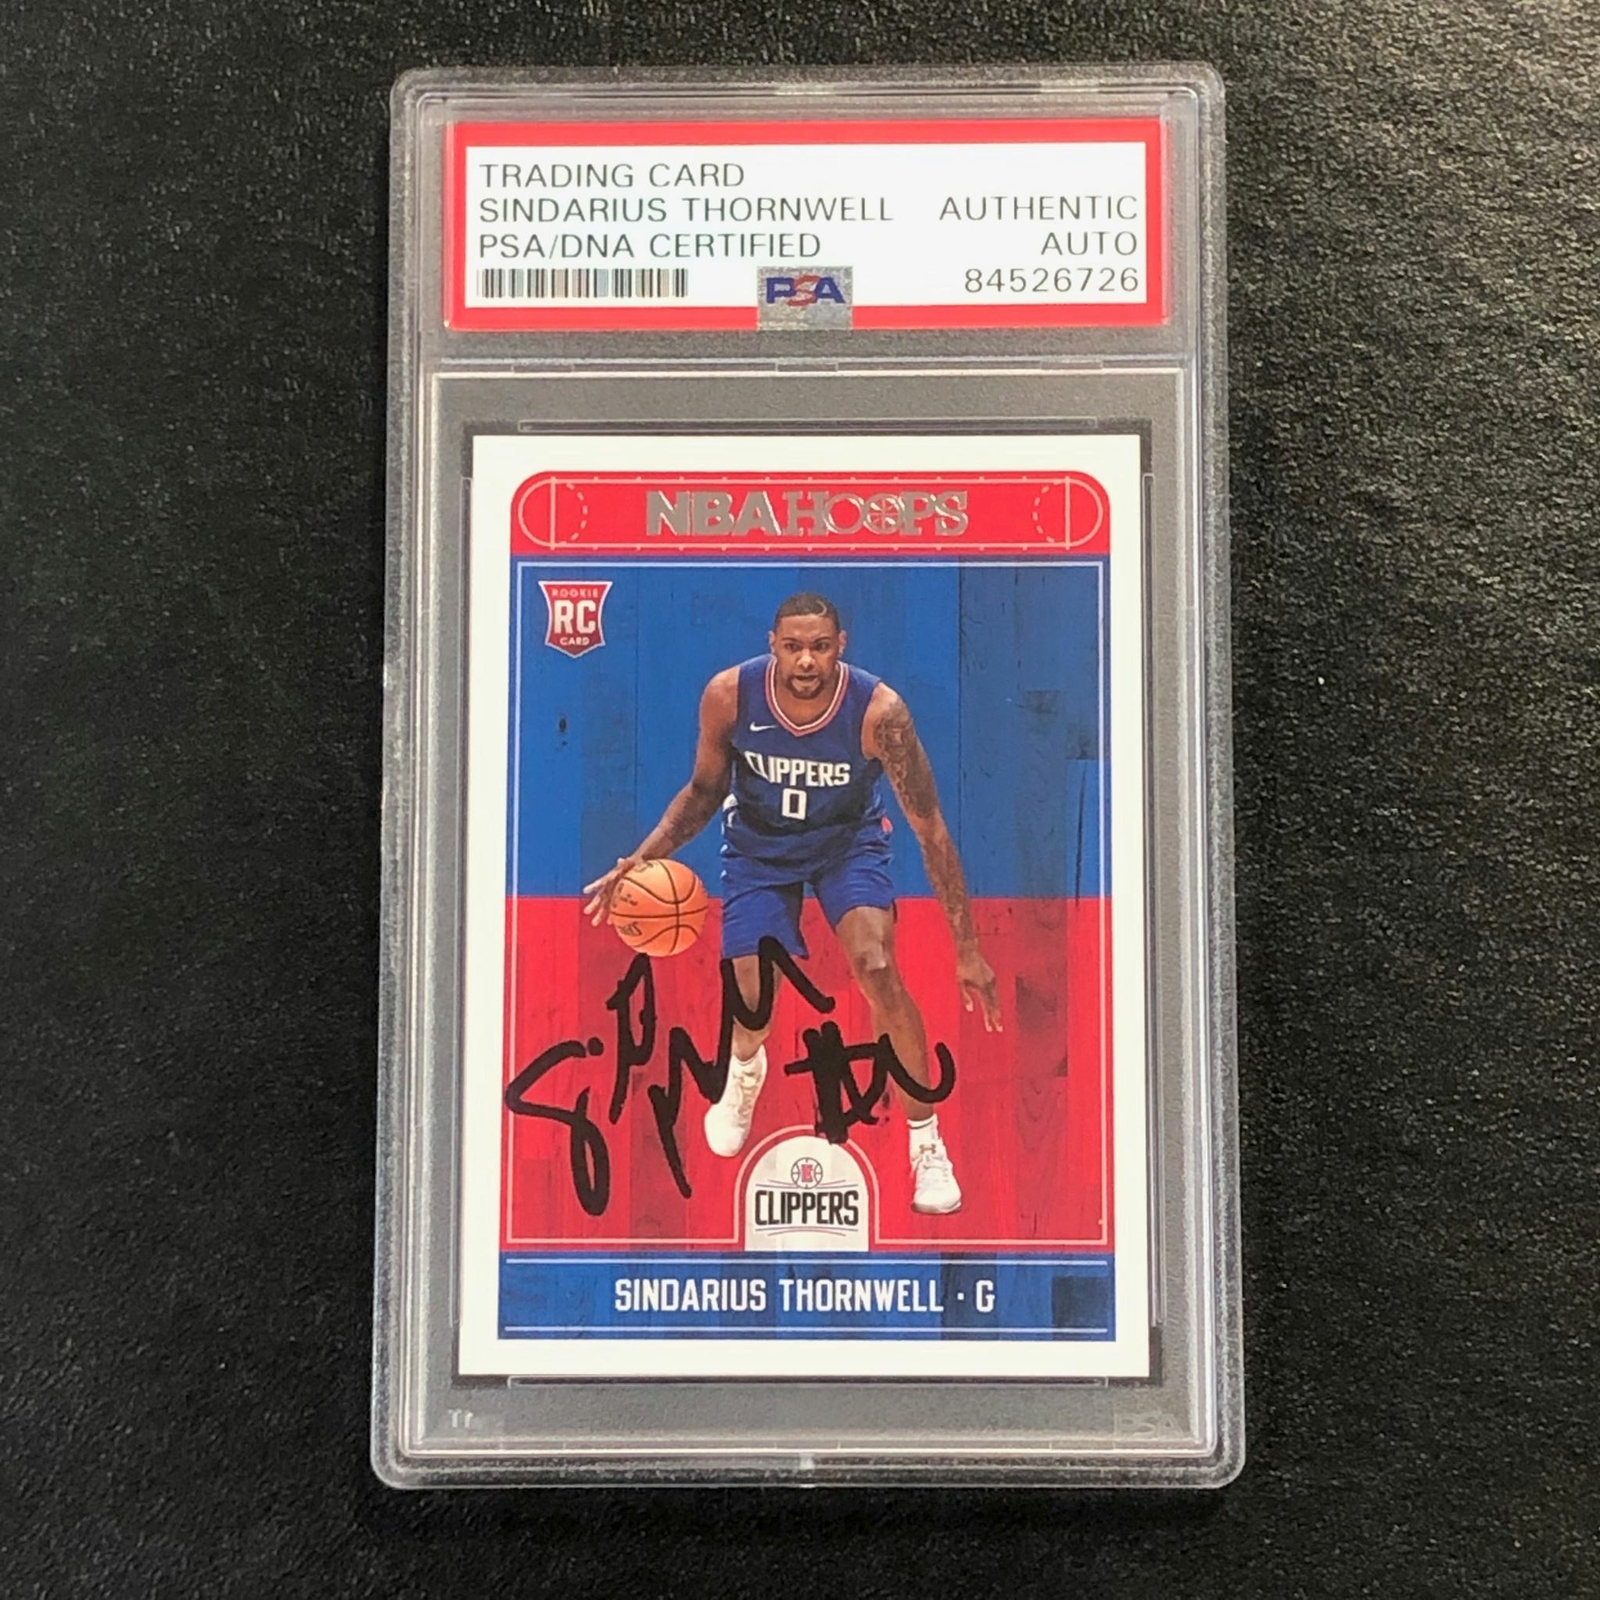 TRADING CARD
SINDARIUS THORNWELL AUTHENTIC
PSA/DNA CERTIFIED AUTO
PSA 84526726
NBA HOOPS
ROOKIE
RC
CARD
CLIPPERS
0
CLIPPERS
SINDARIUS THORNWELL · G
PSA